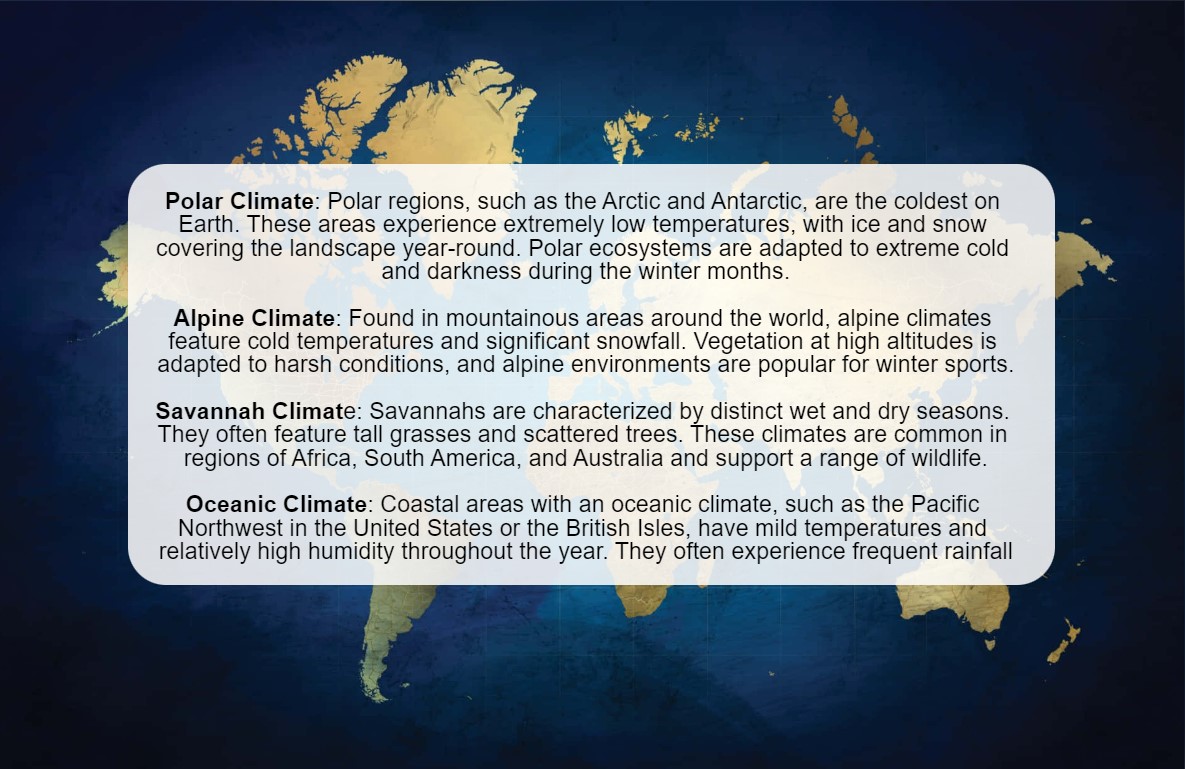 Polar Climate: Polar regions, such as the Arctic and Antarctic, are the coldest on
Earth. These areas experience extremely low temperatures, with ice and snow
covering the landscape year-round. Polar ecosystems are adapted to extreme cold
and darkness during the winter months.
Alpine Climate: Found in mountainous areas around the world, alpine climates
feature cold temperatures and significant snowfall. Vegetation at high altitudes is
adapted to harsh conditions, and alpine environments are popular for winter sports.
Savannah Climate: Savannahs are characterized by distinct wet and dry seasons.
They often feature tall grasses and scattered trees. These climates are common in
regions of Africa, South America, and Australia and support a range of wildlife.
Oceanic Climate: Coastal areas with an oceanic climate, such as the Pacific
Northwest in the United States or the British Isles, have mild temperatures and
relatively high humidity throughout the year. They often experience frequent rainfall